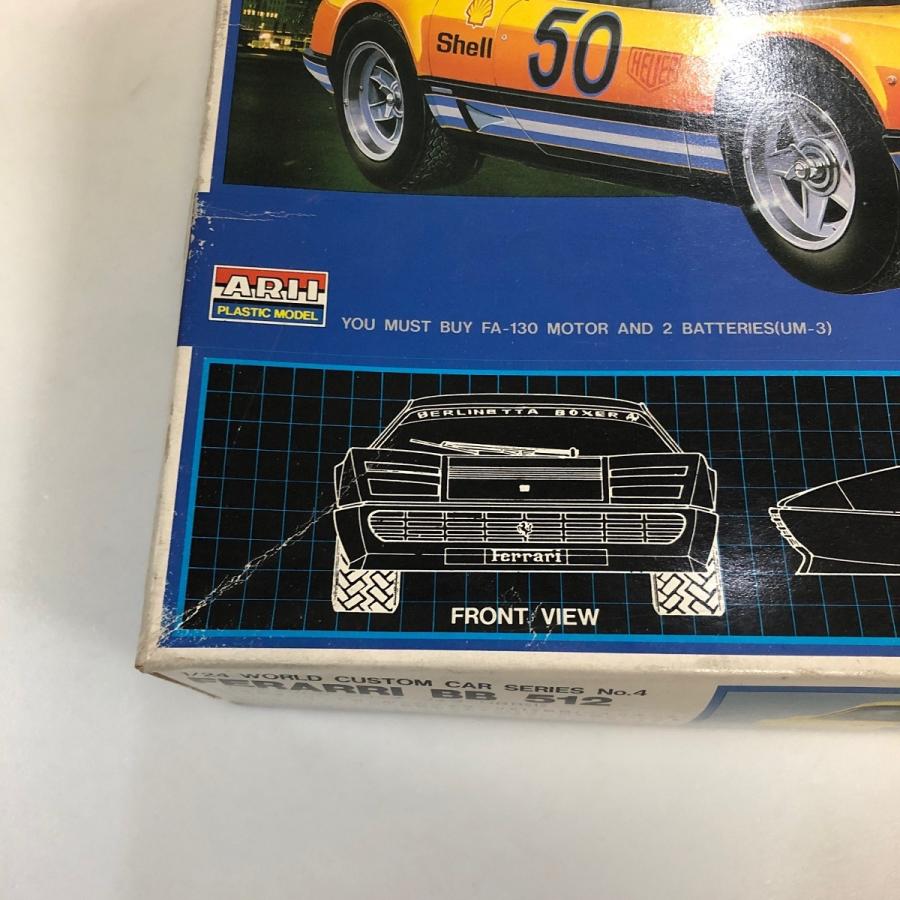 Shell
50
HEUER
ARII
PLASTIC MODEL
YOU MUST BUY FA-130 MOTOR AND 2 BATTERIES(UM-3)
BERLINETTA BOXER
Ferrari
FRONT VIEW
1/24 WORLD CUSTOM CAR SERIES No.4
FERARRI BB 512